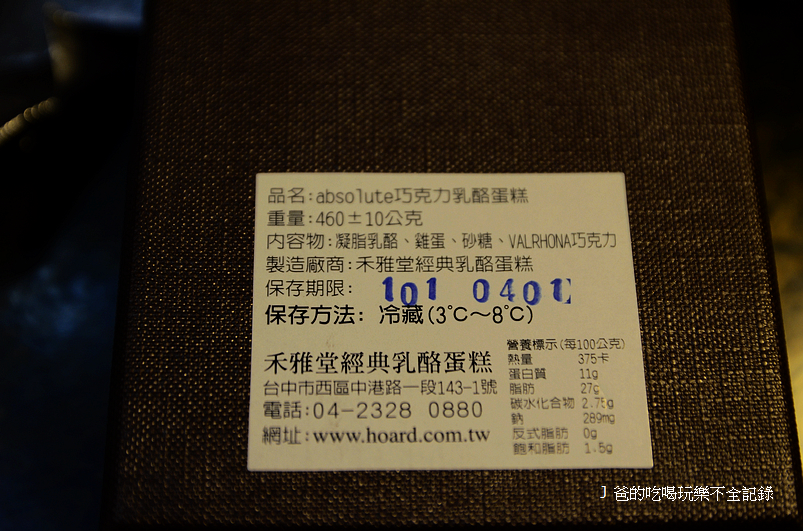 品名:absolute巧克力乳酪蛋糕
重量:460±10公克
內容物:凝脂乳酪、雞蛋、砂糖、VALRHONA巧克力
製造廠商:禾雅堂經典乳酪蛋糕
保存期限: 101 0401
保存方法: 冷藏(3℃~8℃)
禾雅堂經典乳酪蛋糕
台中市西區中港路一段143-1號
電話:04-2328 0880
網址:www.hoard.com.tw
營養標示(每100公克)
熱量 375卡
蛋白質 11g
脂肪 27g
碳水化合物 2.75g
鈉 289mg
反式脂肪 0g
飽和脂肪 1.5g
J 爸的吃喝玩樂不全記錄